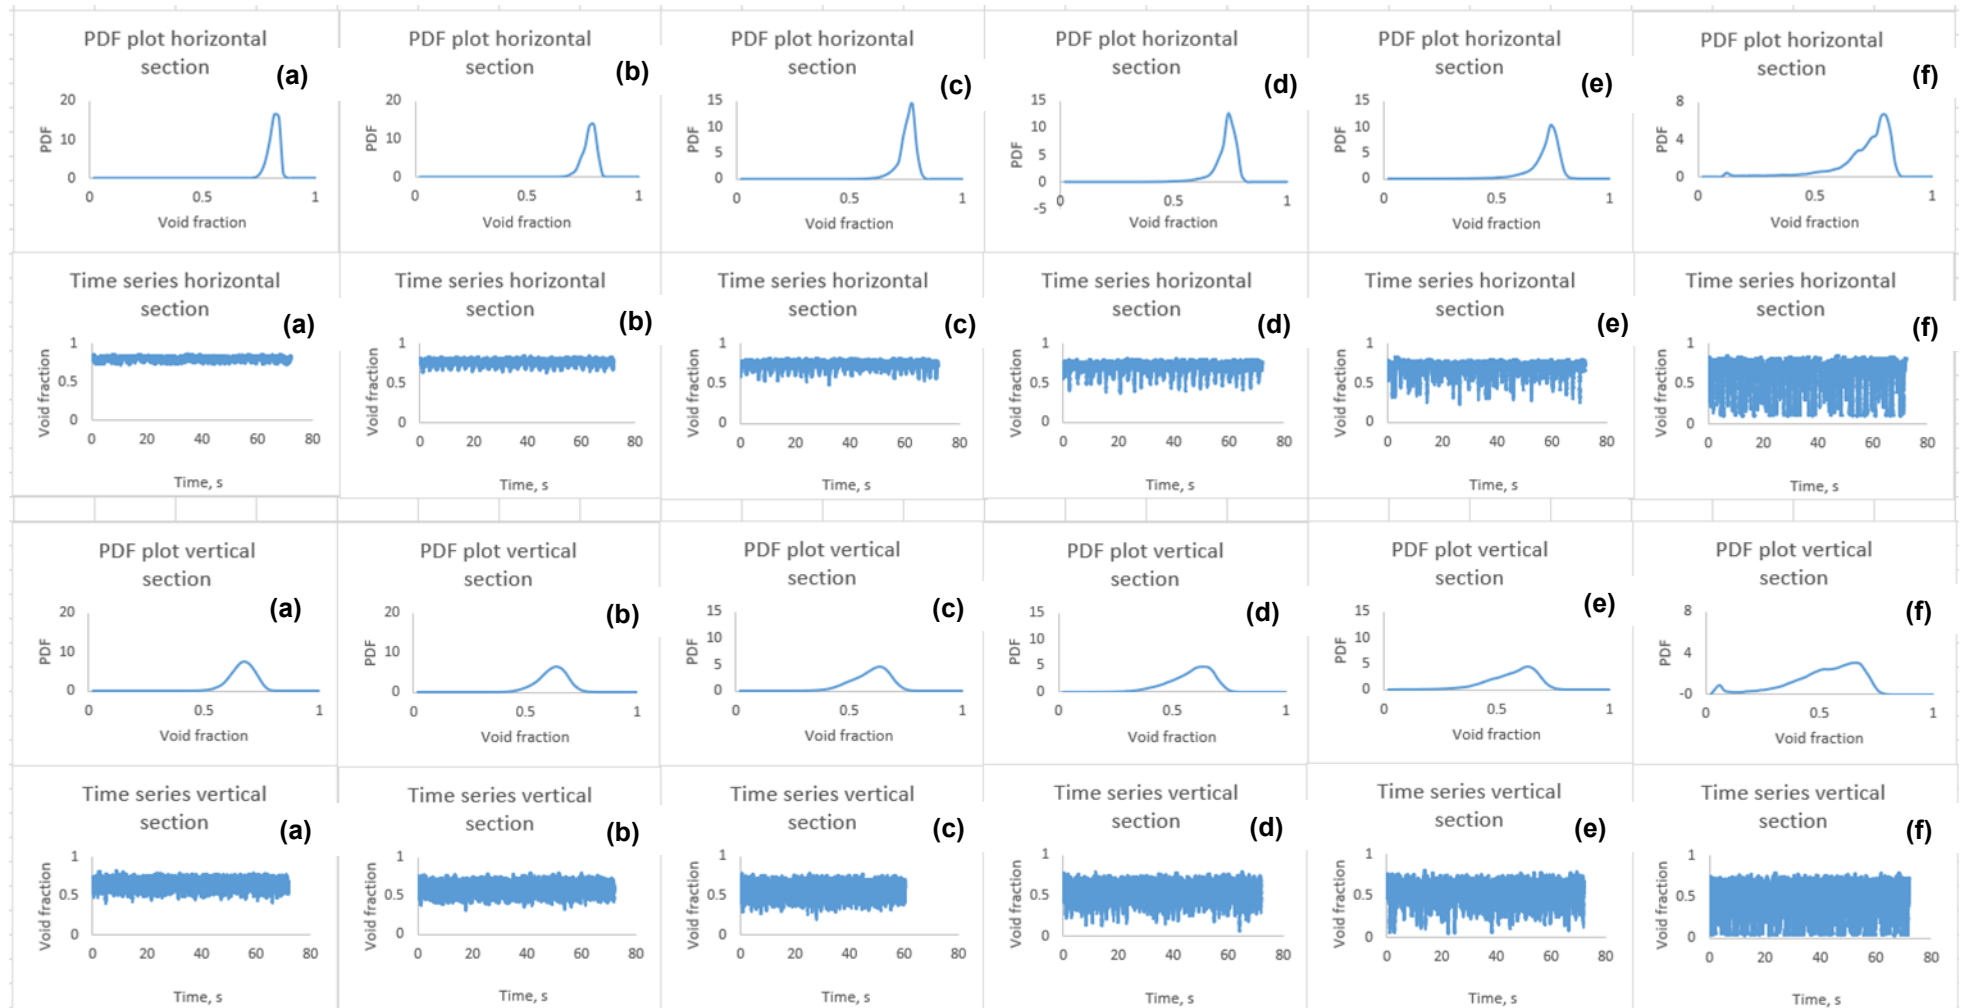 PDF plot horizontal
section
(a)
20
10
0
PDF
0
0.5
1
Void fraction
PDF plot horizontal
section
(b)
20
10
0
PDF
0
0.5
1
Void fraction
PDF plot horizontal
section
(c)
15
10
5
0
PDF
0
0.5
1
Void fraction
PDF plot horizontal
section
(d)
15
10
5
0
-5
PDF
0
0.5
1
Void fraction
PDF plot horizontal
section
(e)
15
10
5
0
PDF
0
0.5
1
Void fraction
PDF plot horizontal
section
(f)
8
4
0
PDF
0
0.5
1
Void fraction
Time series horizontal
section
(a)
1
0.5
0
Void fraction
0
20
40
60
80
Time, s
Time series horizontal
section
(b)
1
0.5
0
Void fraction
0
20
40
60
80
Time, s
Time series horizontal
section
(c)
1
0.5
0
Void fraction
0
20
40
60
80
Time, s
Time series horizontal
section
(d)
1
0.5
0
Void fraction
0
20
40
60
80
Time, s
Time series horizontal
section
(e)
1
0.5
0
Void fraction
0
20
40
60
80
Time, s
Time series horizontal
section
(f)
1
0.5
0
Void fraction
0
20
40
60
80
Time, s
PDF plot vertical
section
(a)
20
10
0
PDF
0
0.5
1
Void fraction
PDF plot vertical
section
(b)
20
10
0
PDF
0
0.5
1
Void fraction
PDF plot vertical
section
(c)
15
10
5
0
PDF
0
0.5
1
Void fraction
PDF plot vertical
section
(d)
15
10
5
0
PDF
0
0.5
1
Void fraction
PDF plot vertical
section
(e)
15
10
5
0
PDF
0
0.5
1
Void fraction
PDF plot vertical
section
(f)
8
4
-0
PDF
0
0.5
1
Void fraction
Time series vertical
section
(a)
1
0.5
0
Void fraction
0
20
40
60
80
Time, s
Time series vertical
section
(b)
1
0.5
0
Void fraction
0
20
40
60
80
Time, s
Time series vertical
section
(c)
1
0.5
0
Void fraction
0
20
40
60
80
Time, s
Time series vertical
section
(d)
1
0.5
0
Void fraction
0
20
40
60
80
Time, s
Time series vertical
section
(e)
1
0.5
0
Void fraction
0
20
40
60
80
Time, s
Time series vertical
section
(f)
1
0.5
0
Void fraction
0
20
40
60
80
Time, s